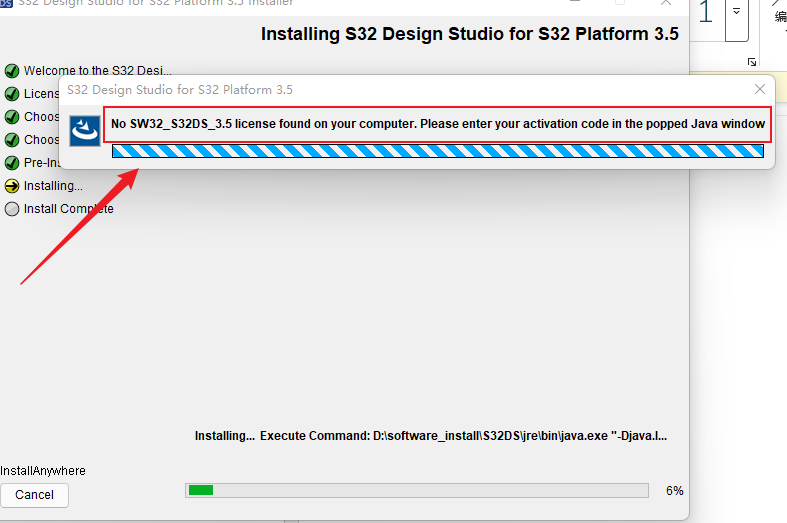 S32 Design Studio for S32 Platform 3.5 Installer
Installing S32 Design Studio for S32 Platform 3.5
1
编
Welcome to the S32 Desi...
S32 Design Studio for S32 Platform 3.5
Licens
Choos
No SW32_S32DS_3.5 license found on your computer. Please enter your activation code in the popped Java window
Choos
Pre-Ins
Installing...
Install Complete
Installing... Execute Command: D:\software_install\S32DS\jre\bin\java.exe "-Djava.l...
InstallAnywhere
Cancel
6%